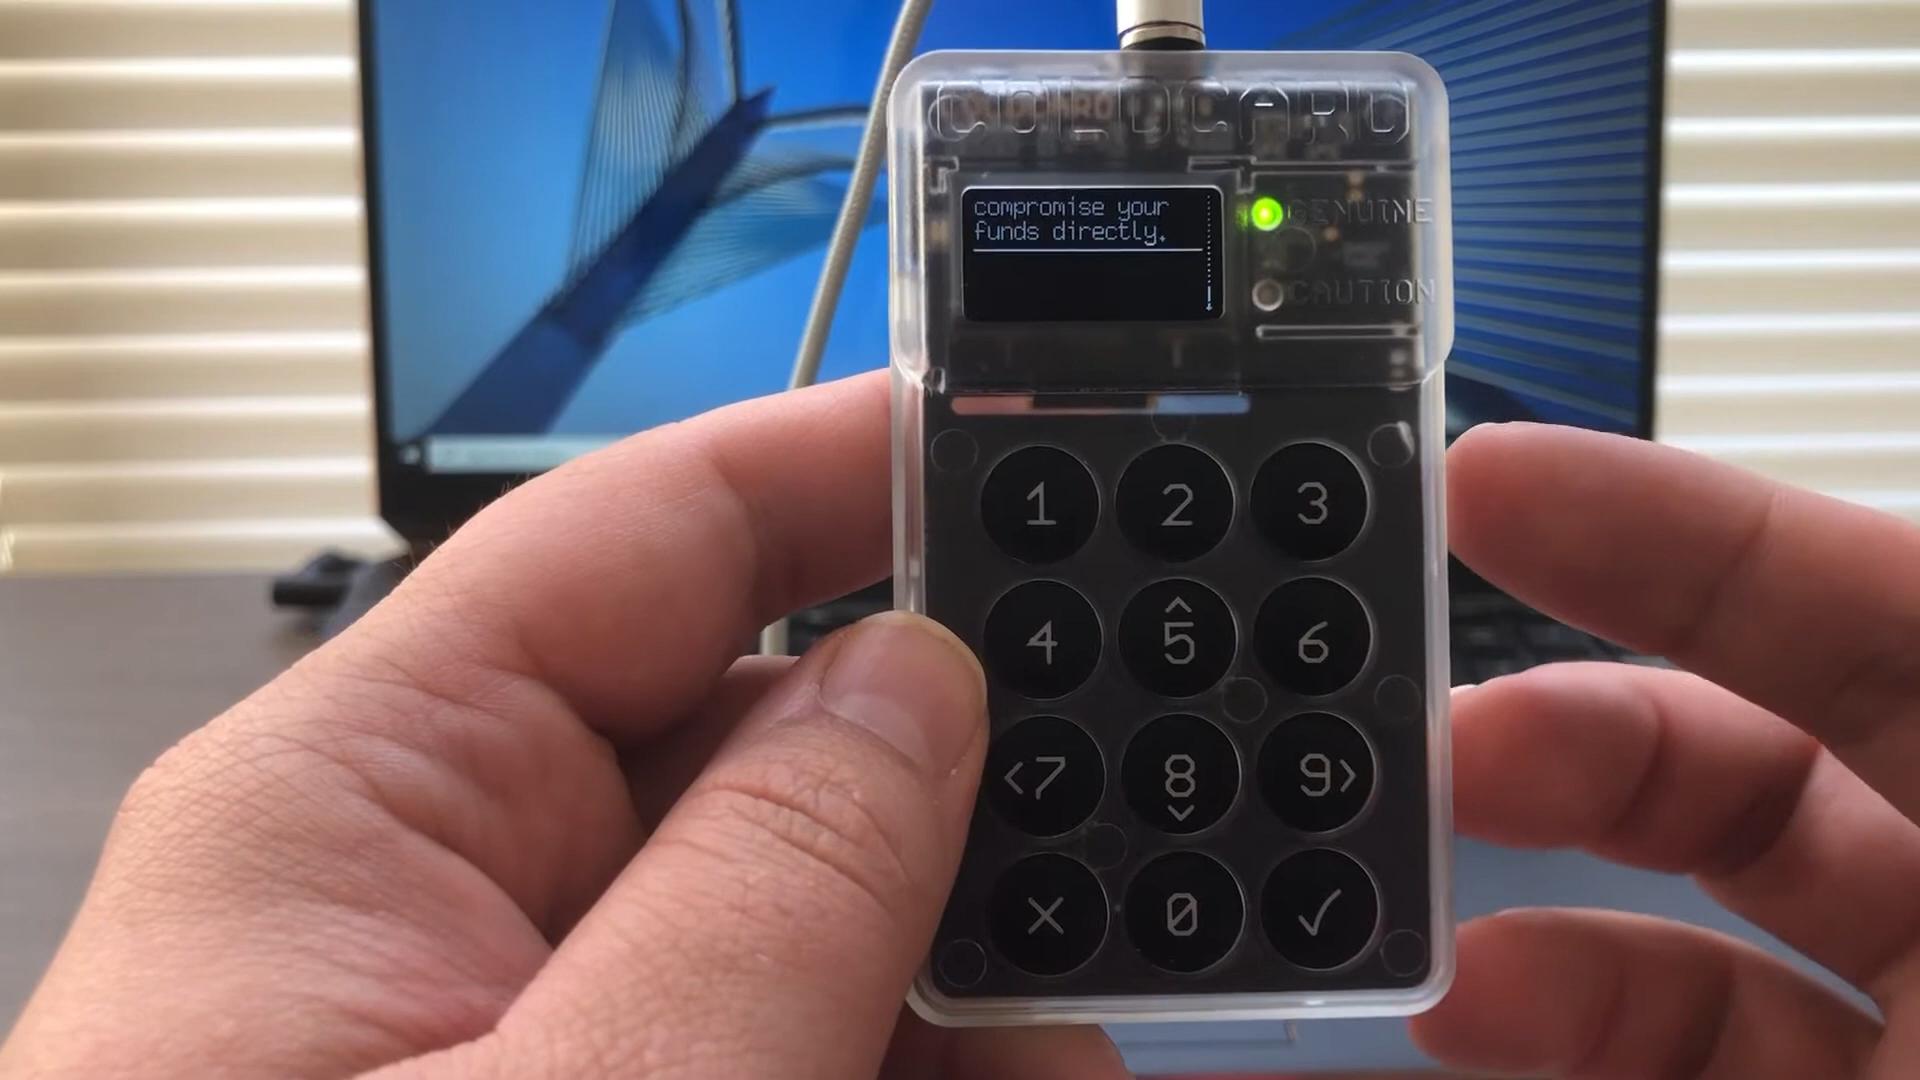 COLDCARD
compromise your
funds directly.
GENUINE
CAUTION
1 2 3
4 5 6
<7 8 9>
X 0 ✓